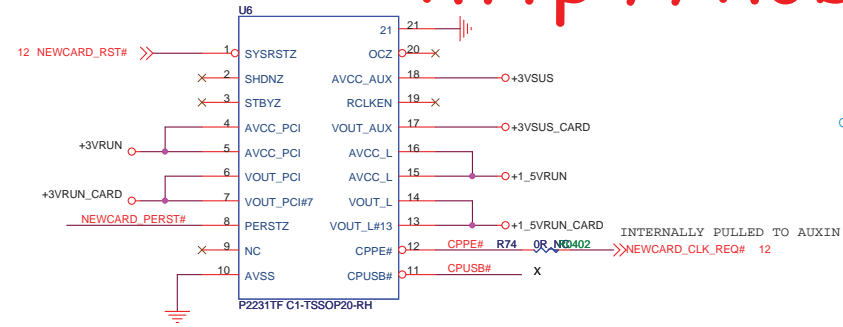 U6
21 21
12 NEWCARD_RST# 1 SYSRSTZ OCZ 20
2 SHDNZ AVCC_AUX 18 +3VSUS
3 STBYZ RCLKEN 19
4 AVCC_PCI VOUT_AUX 17 +3VSUS_CARD
+3VRUN 5 AVCC_PCI AVCC_L 16
6 VOUT_PCI AVCC_L 15 +1_5VRUN
+3VRUN_CARD 7 VOUT_PCI#7 VOUT_L 14
NEWCARD_PERST# 8 PERSTZ VOUT_L#13 13 +1_5VRUN_CARD
INTERNALLY PULLED TO AUXIN
9 NC CPPE# 12 CPPE# R74 0R_NC R0402 NEWCARD_CLK_REQ# 12
10 AVSS CPUSB# 11 CPUSB# X
P2231TF C1-TSSOP20-RH